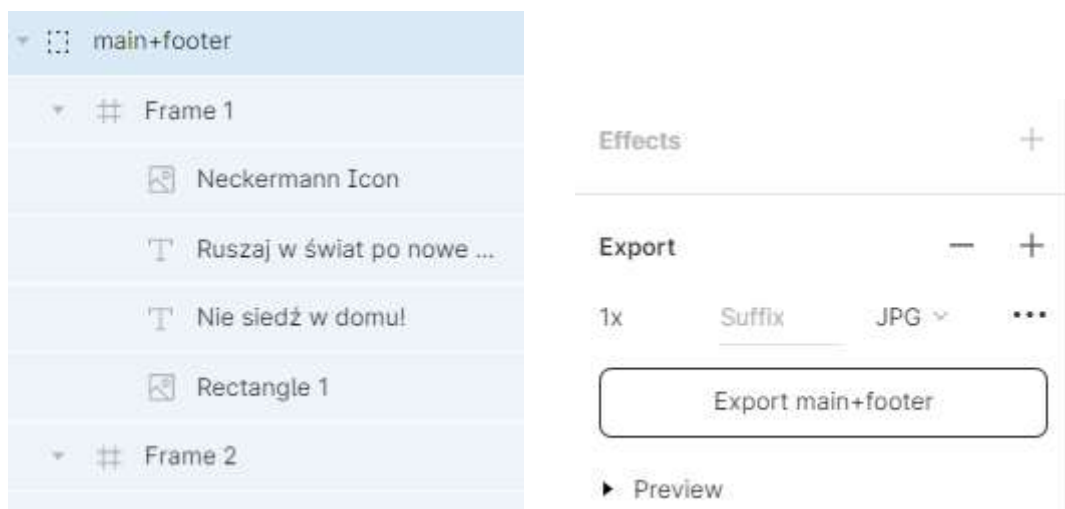 main+footer
Frame 1
Neckermann Icon
Ruszaj w świat po nowe ...
Nie siedź w domu!
Rectangle 1
Frame 2
Effects
Export
1x Suffix JPG
Export main+footer
Preview